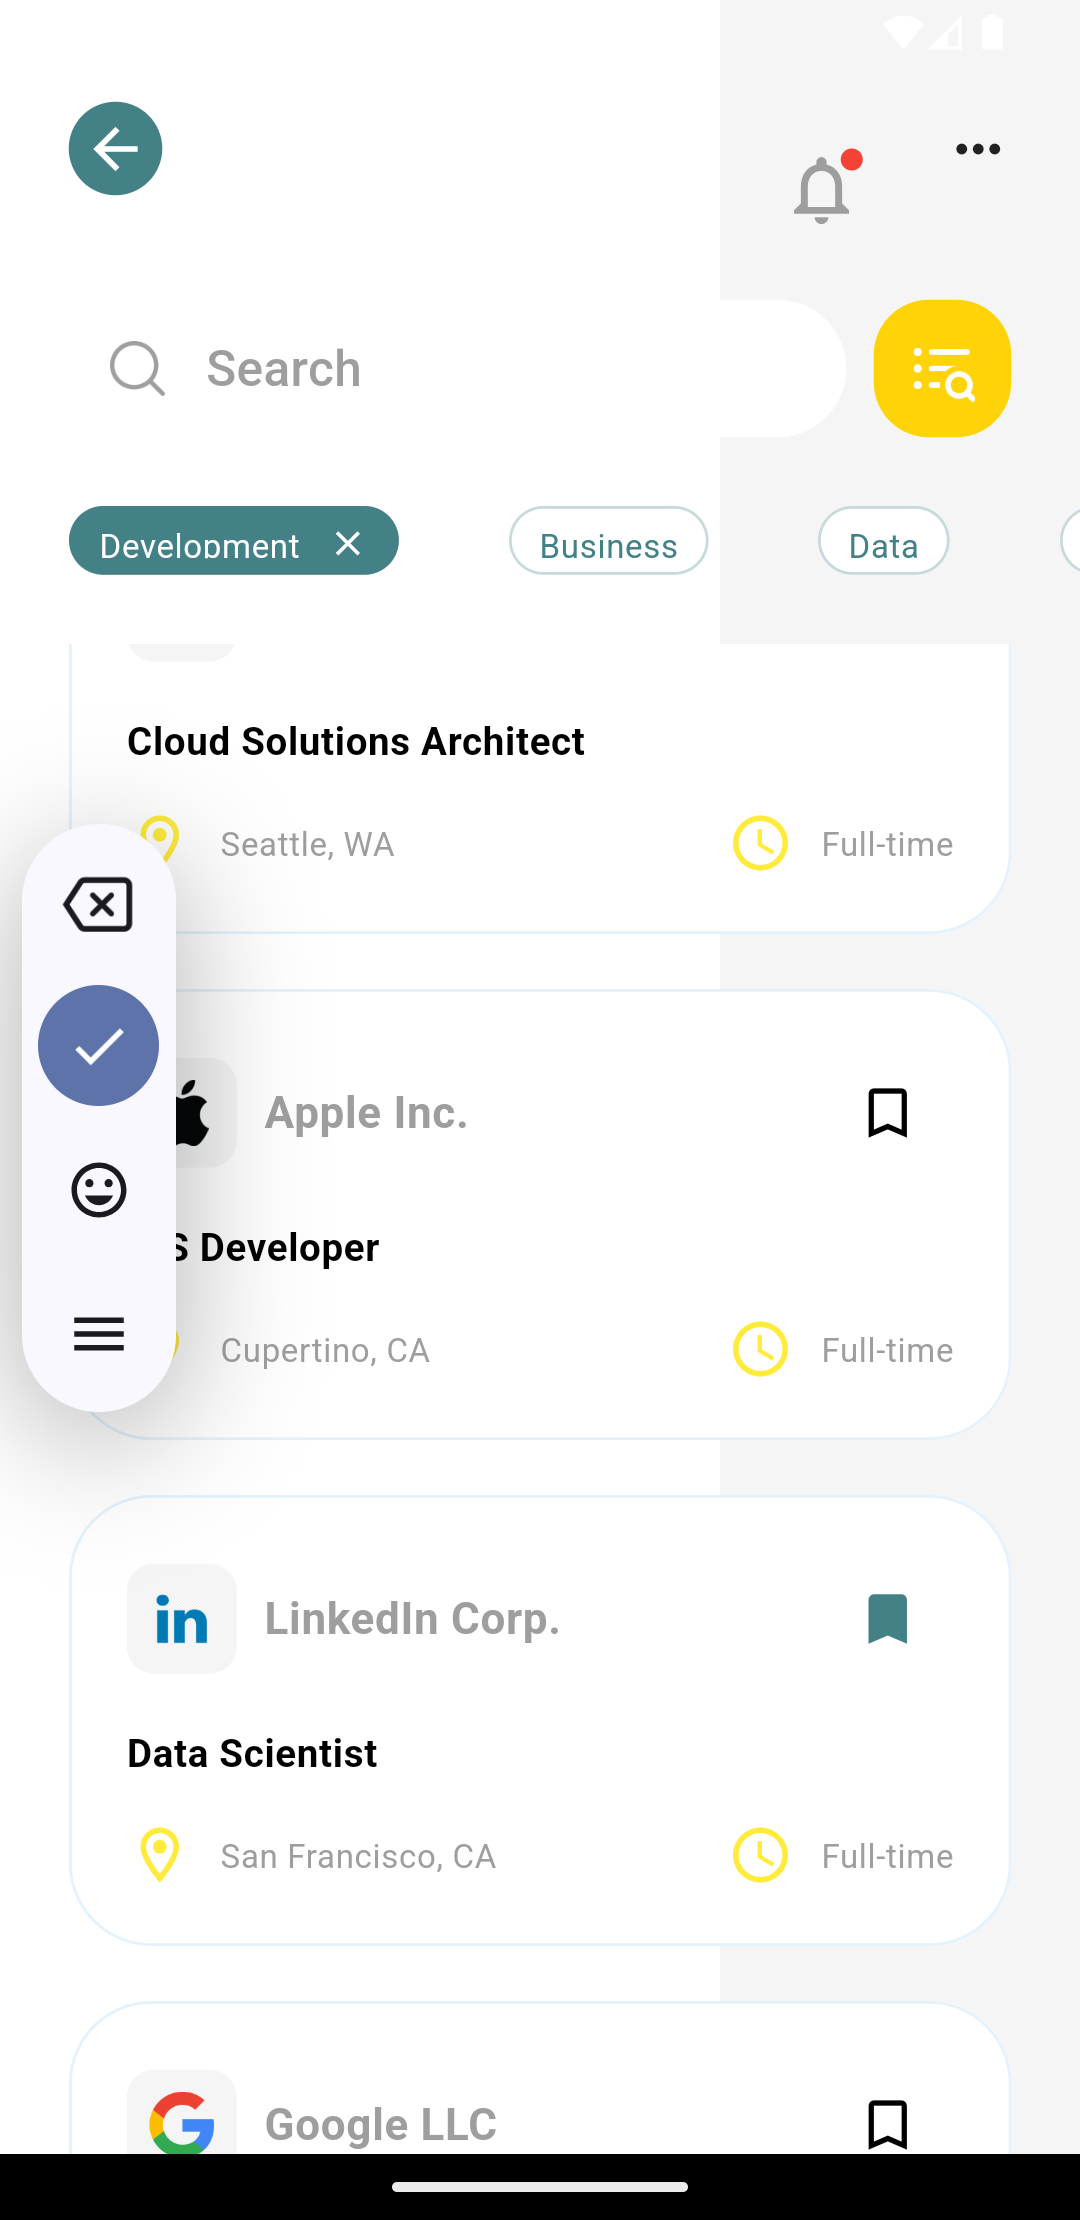 Search
Development
Business
Data
Cloud Solutions Architect
Seattle, WA
Full-time
Apple Inc.
S Developer
Cupertino, CA
Full-time
in
LinkedIn Corp.
Data Scientist
San Francisco, CA
Full-time
Google LLC